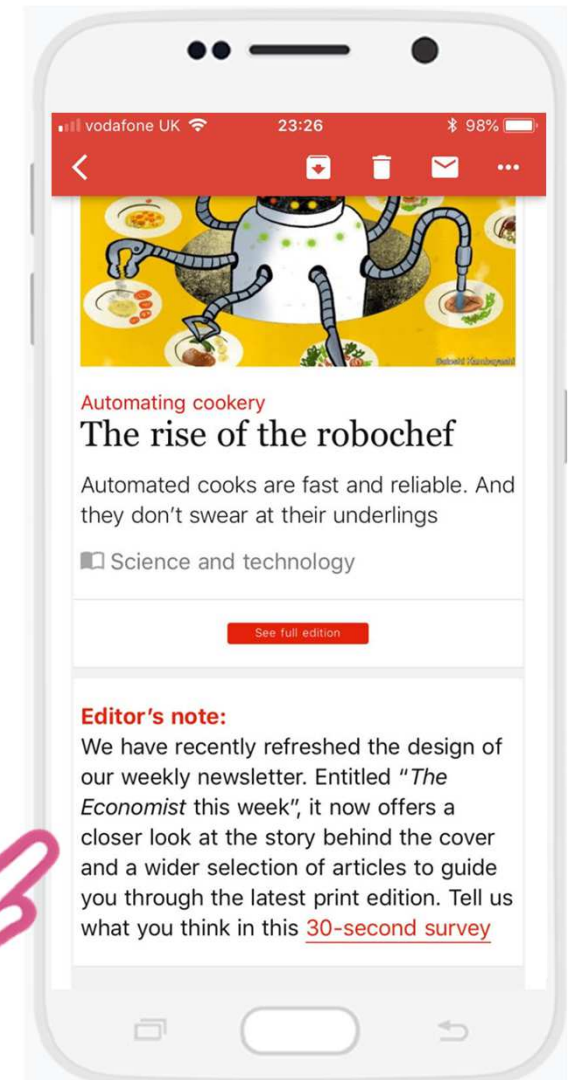 vodafone UK 23:26 98%
Satoshi Kambayashi
Automating cookery
The rise of the robochef
Automated cooks are fast and reliable. And
they don't swear at their underlings
Science and technology
See full edition
Editor's note:
We have recently refreshed the design of
our weekly newsletter. Entitled “The
Economist this week”, it now offers a
closer look at the story behind the cover
and a wider selection of articles to guide
you through the latest print edition. Tell us
what you think in this 30-second survey